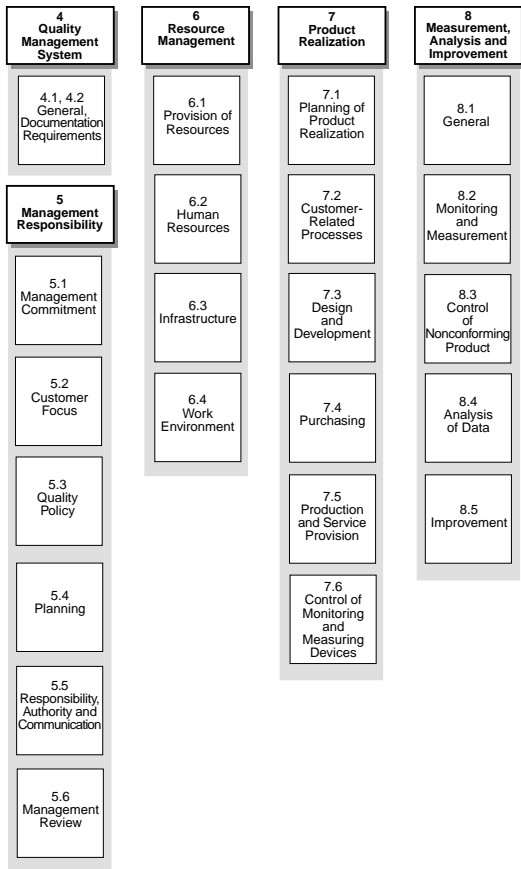 4
Quality
Management
System
4.1, 4.2
General,
Documentation
Requirements
5
Management
Responsibility
5.1
Management
Commitment
5.2
Customer
Focus
5.3
Quality
Policy
5.4
Planning
5.5
Responsibility,
Authority and
Communication
5.6
Management
Review
6
Resource
Management
6.1
Provision of
Resources
6.2
Human
Resources
6.3
Infrastructure
6.4
Work
Environment
7
Product
Realization
7.1
Planning of
Product
Realization
7.2
Customer-
Related
Processes
7.3
Design
and
Development
7.4
Purchasing
7.5
Production
and Service
Provision
7.6
Control of
Monitoring
and
Measuring
Devices
8
Measurement,
Analysis and
Improvement
8.1
General
8.2
Monitoring
and
Measurement
8.3
Control
of
Nonconforming
Product
8.4
Analysis
of Data
8.5
Improvement